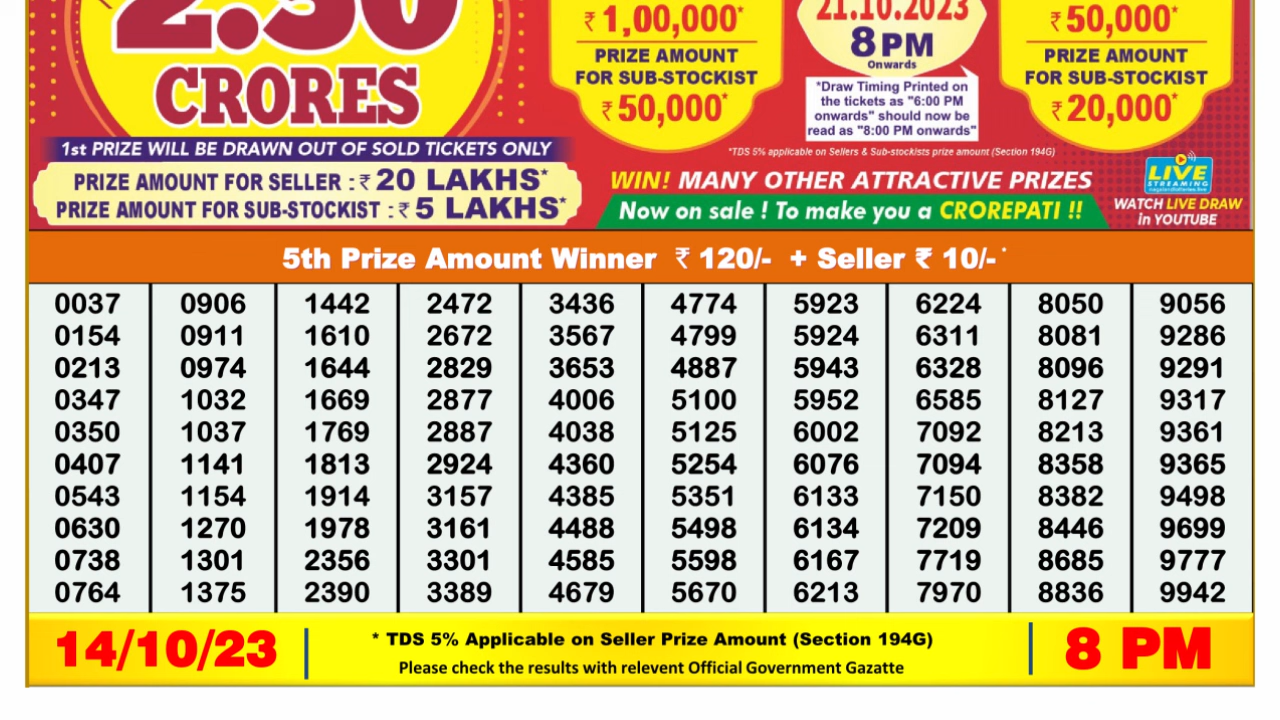 2.50
CRORES
1st PRIZE WILL BE DRAWN OUT OF SOLD TICKETS ONLY
PRIZE AMOUNT FOR SELLER : ₹ 20 LAKHS*
PRIZE AMOUNT FOR SUB-STOCKIST : ₹ 5 LAKHS*
₹ 1,00,000*
PRIZE AMOUNT
FOR SUB-STOCKIST
₹ 50,000*
21.10.2023
8 PM
Onwards
*Draw Timing Printed on
the tickets as "6:00 PM
onwards" should now be
read as "8:00 PM onwards"
₹ 50,000*
PRIZE AMOUNT
FOR SUB-STOCKIST
₹ 20,000*
*TDS 5% applicable on Sellers & Sub-stockists prize amount (Section 194G)
WIN! MANY OTHER ATTRACTIVE PRIZES
Now on sale ! To make you a CROREPATI !!
LIVE
STREAMING
WATCH LIVE DRAW
in YOUTUBE
5th Prize Amount Winner ₹ 120/- + Seller ₹ 10/- *
0037 0906 1442 2472 3436 4774 5923 6224 8050 9056
0154 0911 1610 2672 3567 4799 5924 6311 8081 9286
0213 0974 1644 2829 3653 4887 5943 6328 8096 9291
0347 1032 1669 2877 4006 5100 5952 6585 8127 9317
0350 1037 1769 2887 4038 5125 6002 7092 8213 9361
0407 1141 1813 2924 4360 5254 6076 7094 8358 9365
0543 1154 1914 3157 4385 5351 6133 7150 8382 9498
0630 1270 1978 3161 4488 5498 6134 7209 8446 9699
0738 1301 2356 3301 4585 5598 6167 7719 8685 9777
0764 1375 2390 3389 4679 5670 6213 7970 8836 9942
14/10/23
* TDS 5% Applicable on Seller Prize Amount (Section 194G)
Please check the results with relevent Official Government Gazatte
8 PM